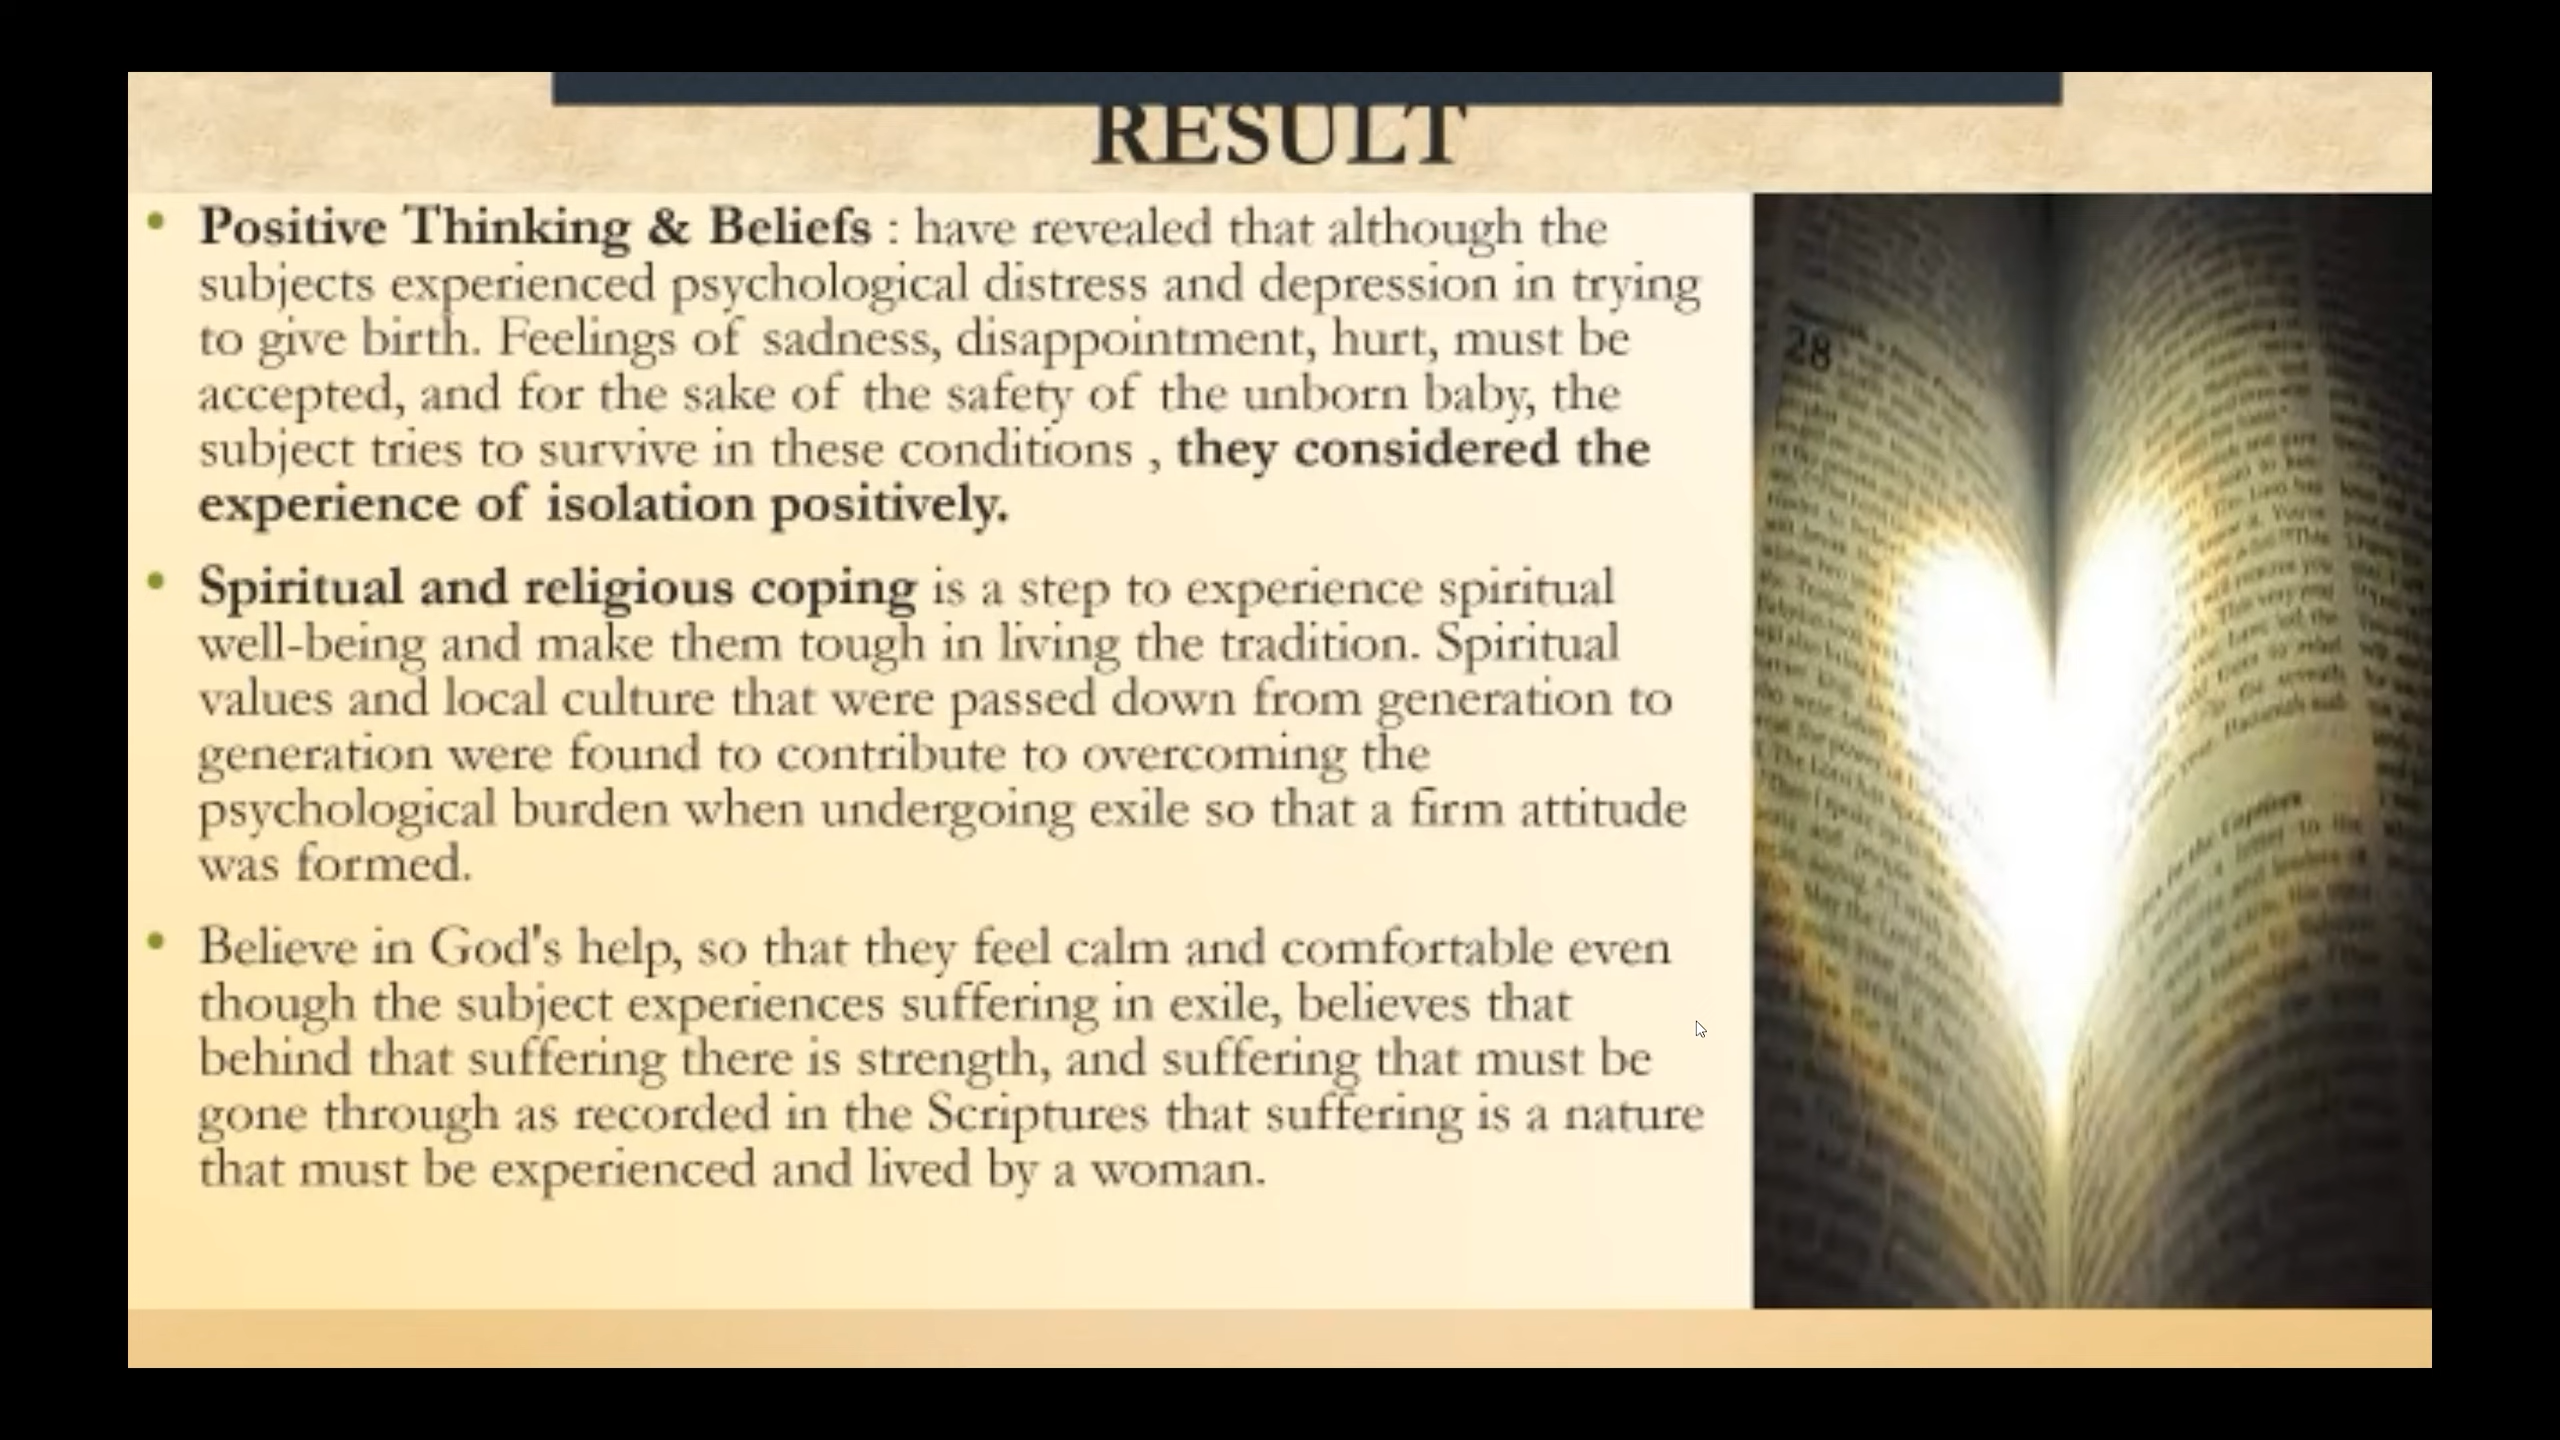 RESULT
• Positive Thinking & Beliefs : have revealed that although the
subjects experienced psychological distress and depression in trying
to give birth. Feelings of sadness, disappointment, hurt, must be
accepted, and for the sake of the safety of the unborn baby, the
subject tries to survive in these conditions , they considered the
experience of isolation positively.
• Spiritual and religious coping is a step to experience spiritual
well-being and make them tough in living the tradition. Spiritual
values and local culture that were passed down from generation to
generation were found to contribute to overcoming the
psychological burden when undergoing exile so that a firm attitude
was formed.
• Believe in God's help, so that they feel calm and comfortable even
though the subject experiences suffering in exile, believes that
behind that suffering there is strength, and suffering that must be
gone through as recorded in the Scriptures that suffering is a nature
that must be experienced and lived by a woman.
28